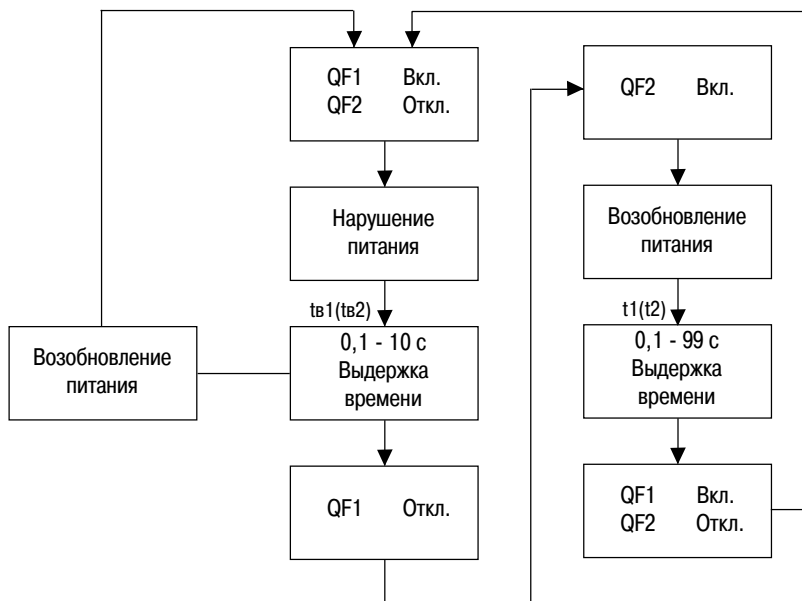 QF1 Вкл.
QF2 Откл.
Нарушение
питания
tв1(tв2)
0,1 - 10 с
Выдержка
времени
Возобновление
питания
QF1 Откл.
QF2 Вкл.
Возобновление
питания
t1(t2)
0,1 - 99 с
Выдержка
времени
QF1 Вкл.
QF2 Откл.